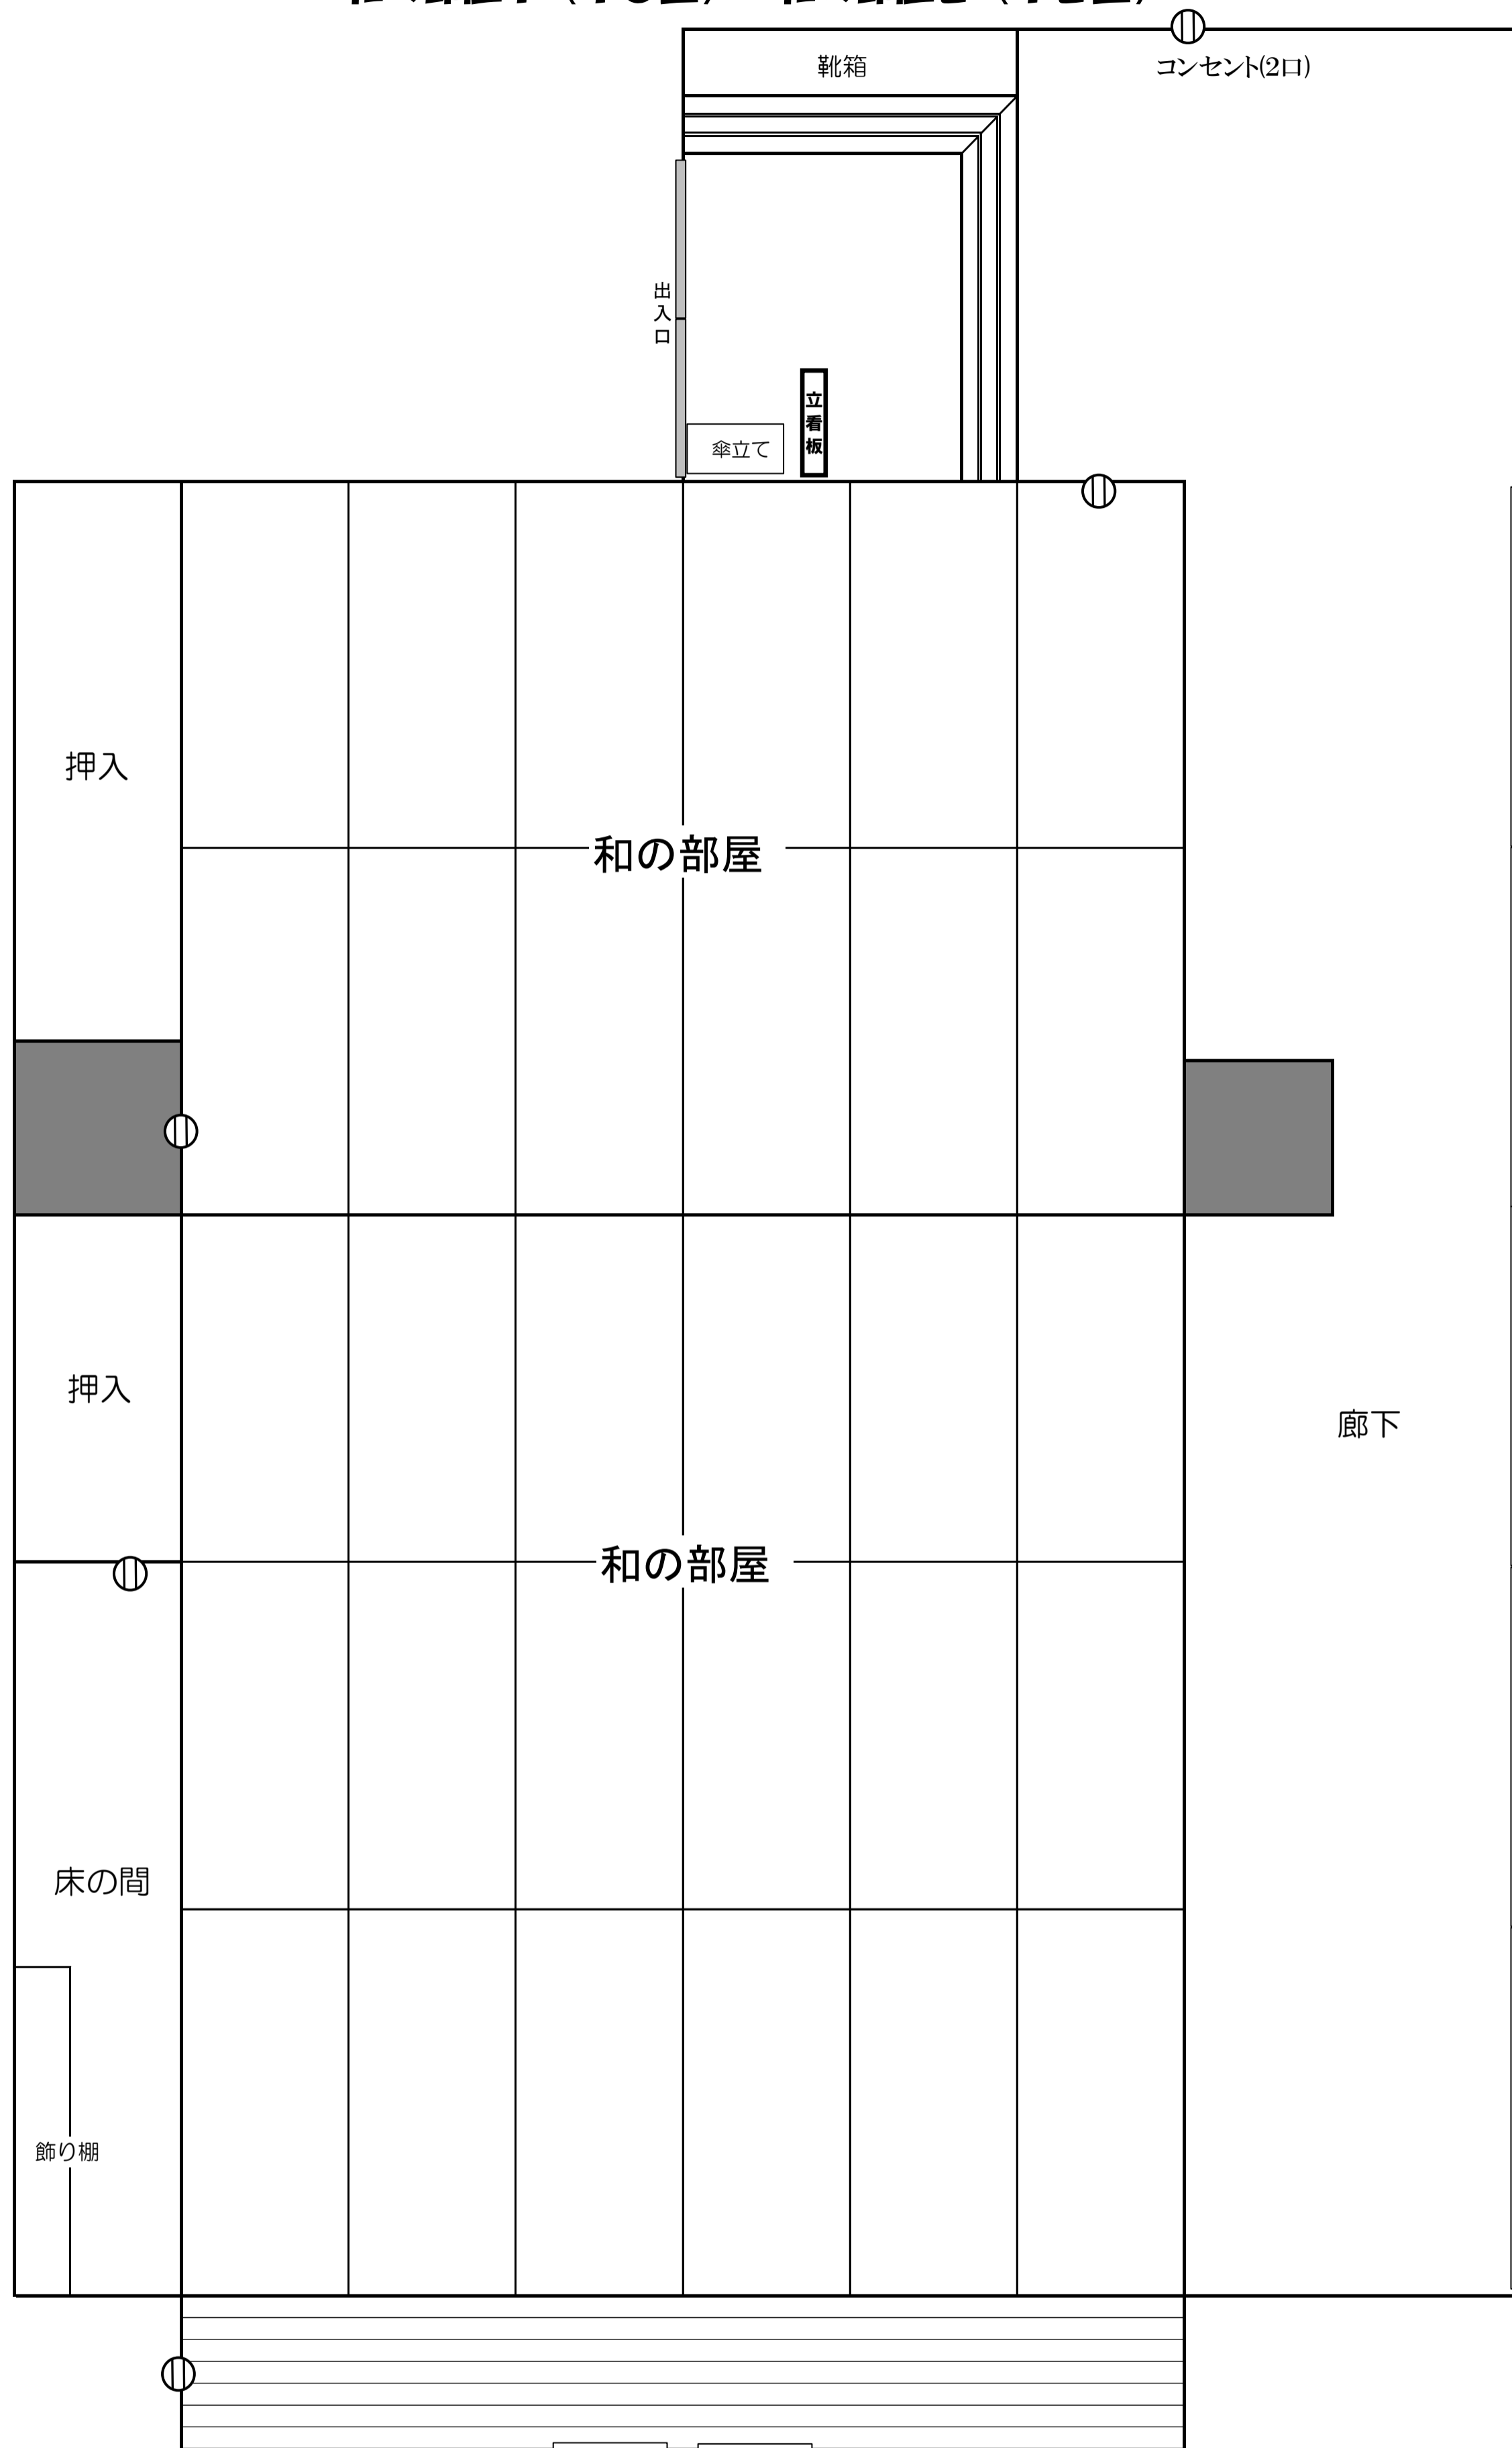 靴箱
コンセント(2口)
出入口
立看板
傘立て
押入
和の部屋
押入
廊下
和の部屋
床の間
飾り棚